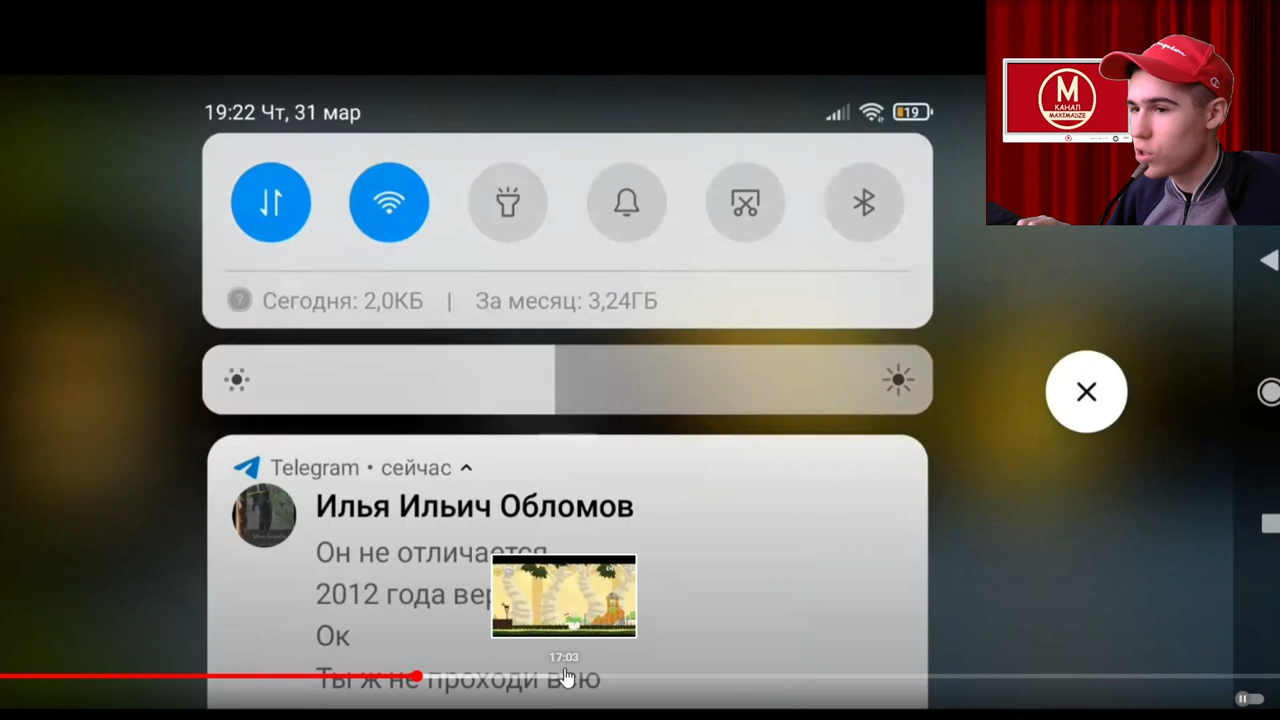 19:22 Чт, 31 мар
19
М
КАНАЛ
MAXIMADZE
Сегодня: 2,0КБ | За месяц: 3,24ГБ
Telegram • сейчас
Илья Ильич Обломов
Он не отличается
2012 года вер
Ок
Ты ж не проходи всю
17:03